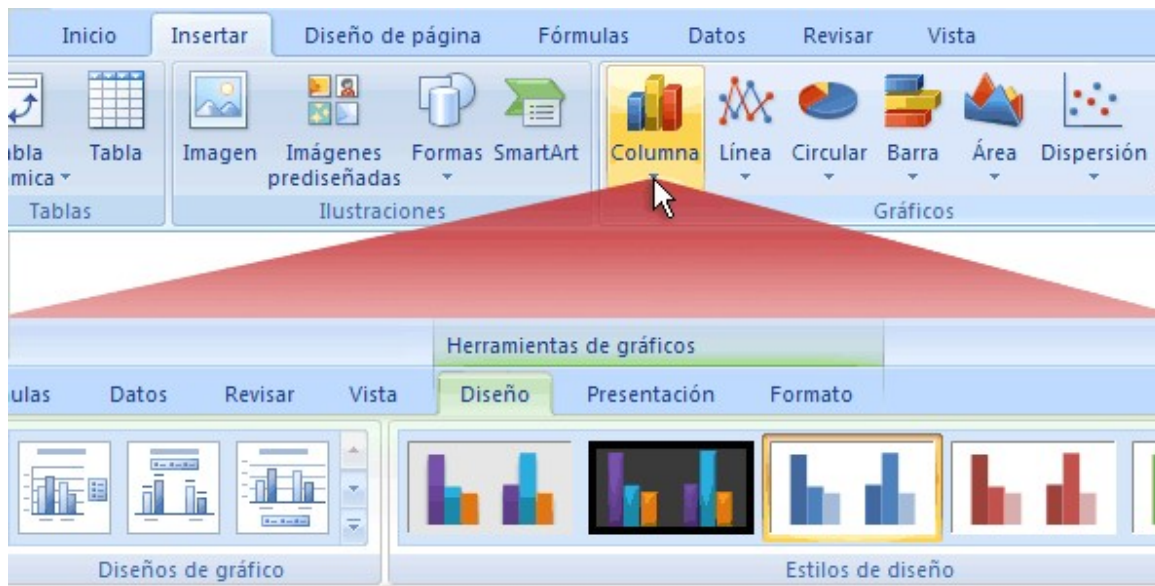 Inicio Insertar Diseño de página Fórmulas Datos Revisar Vista
abla Tabla Imagen Imágenes Formas SmartArt Columna Línea Circular Barra Área Dispersión
mica prediseñadas
Tablas Ilustraciones Gráficos
Herramientas de gráficos
ulas Datos Revisar Vista Diseño Presentación Formato
Diseños de gráfico Estilos de diseño